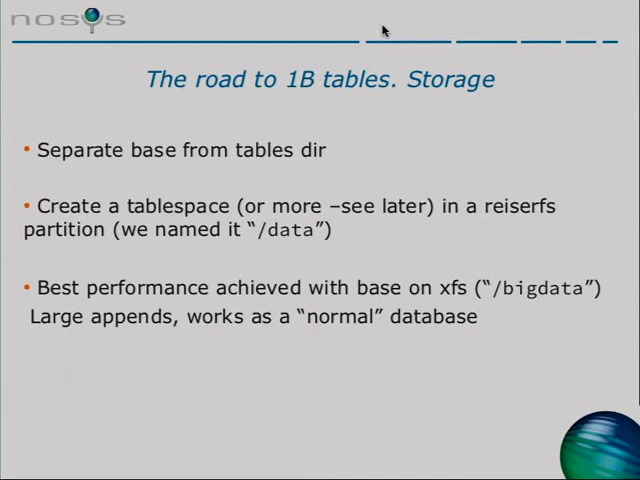 nosys
The road to 1B tables. Storage
• Separate base from tables dir
• Create a tablespace (or more –see later) in a reiserfs
partition (we named it “/data”)
• Best performance achieved with base on xfs (“/bigdata”)
Large appends, works as a “normal” database